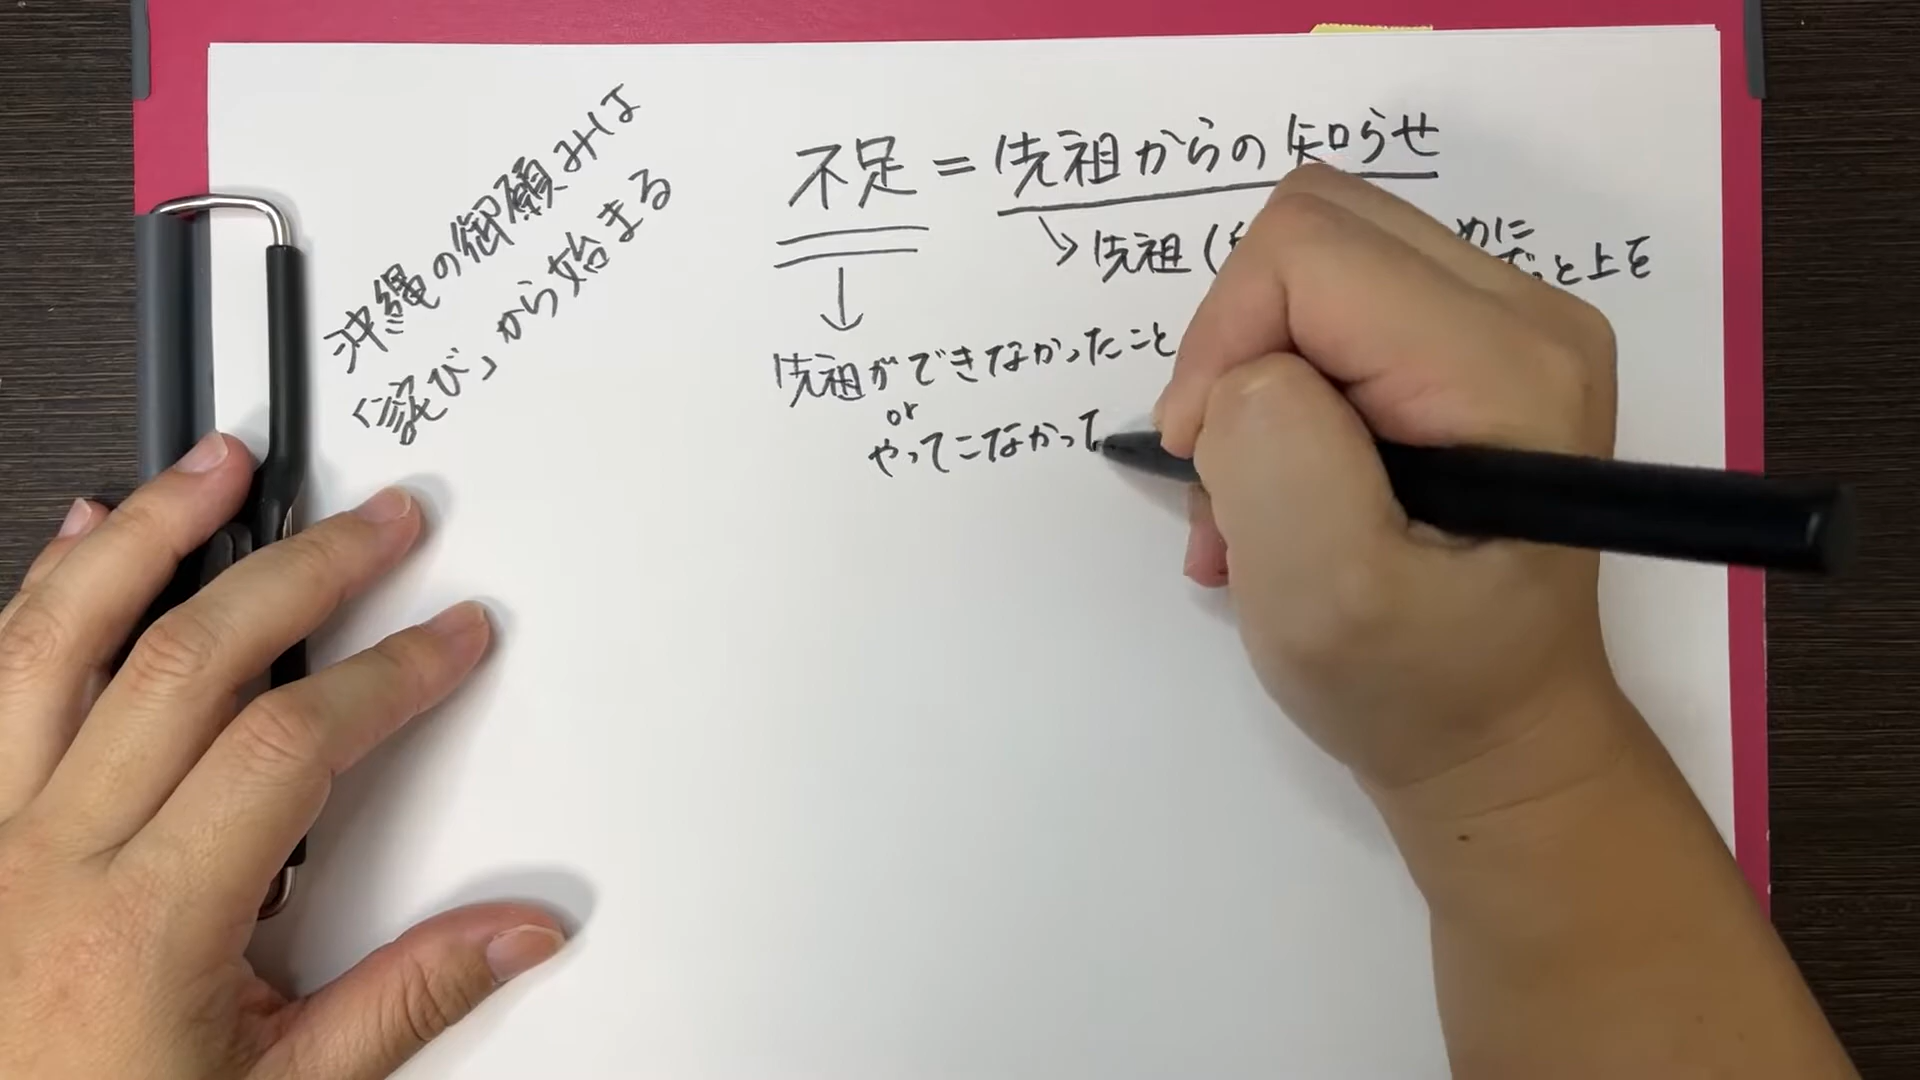 沖縄の御願みは
「詫び」から始まる
不足=先祖からの知らせ
先祖(
めに
と上を
先祖ができなかったこと
or
やってこなかった